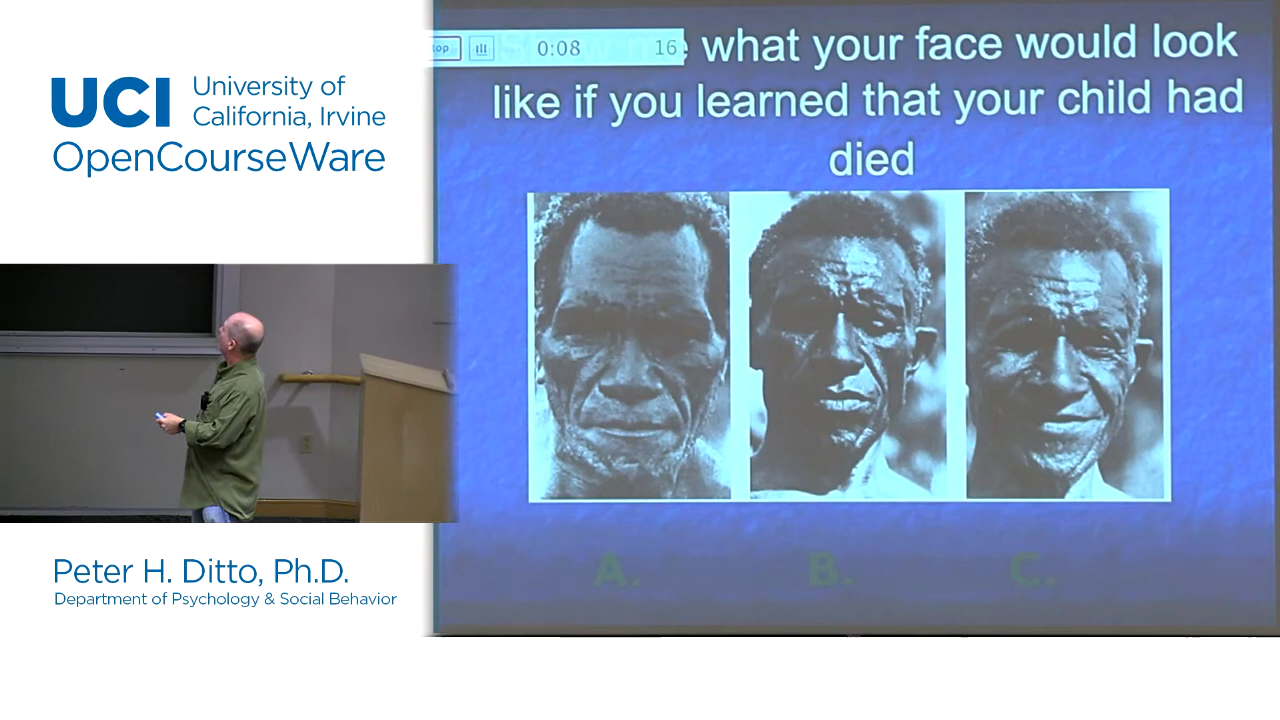 UCI
University of
California, Irvine
OpenCourseWare
0:08
16
what your face would look
like if you learned that your child had
died
A.
B.
C.
Peter H. Ditto, Ph.D.
Department of Psychology & Social Behavior